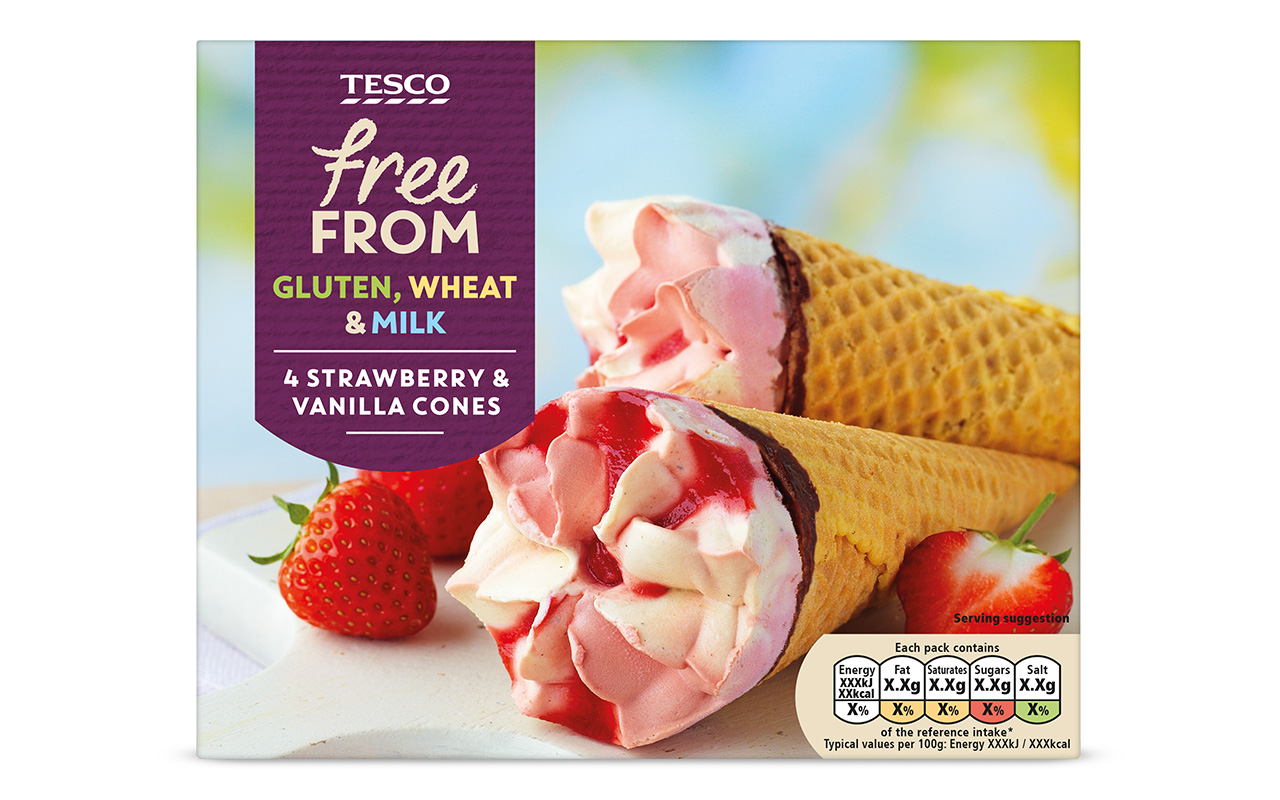 TESCO
free
FROM
GLUTEN, WHEAT
& MILK
4 STRAWBERRY &
VANILLA CONES
Serving suggestion
Each pack contains
Energy XXXkJ XXkcal X%
Fat X.Xg X%
Saturates X.Xg X%
Sugars X.Xg X%
Salt X.Xg X%
of the reference intake*
Typical values per 100g: Energy XXXkJ / XXXkcal